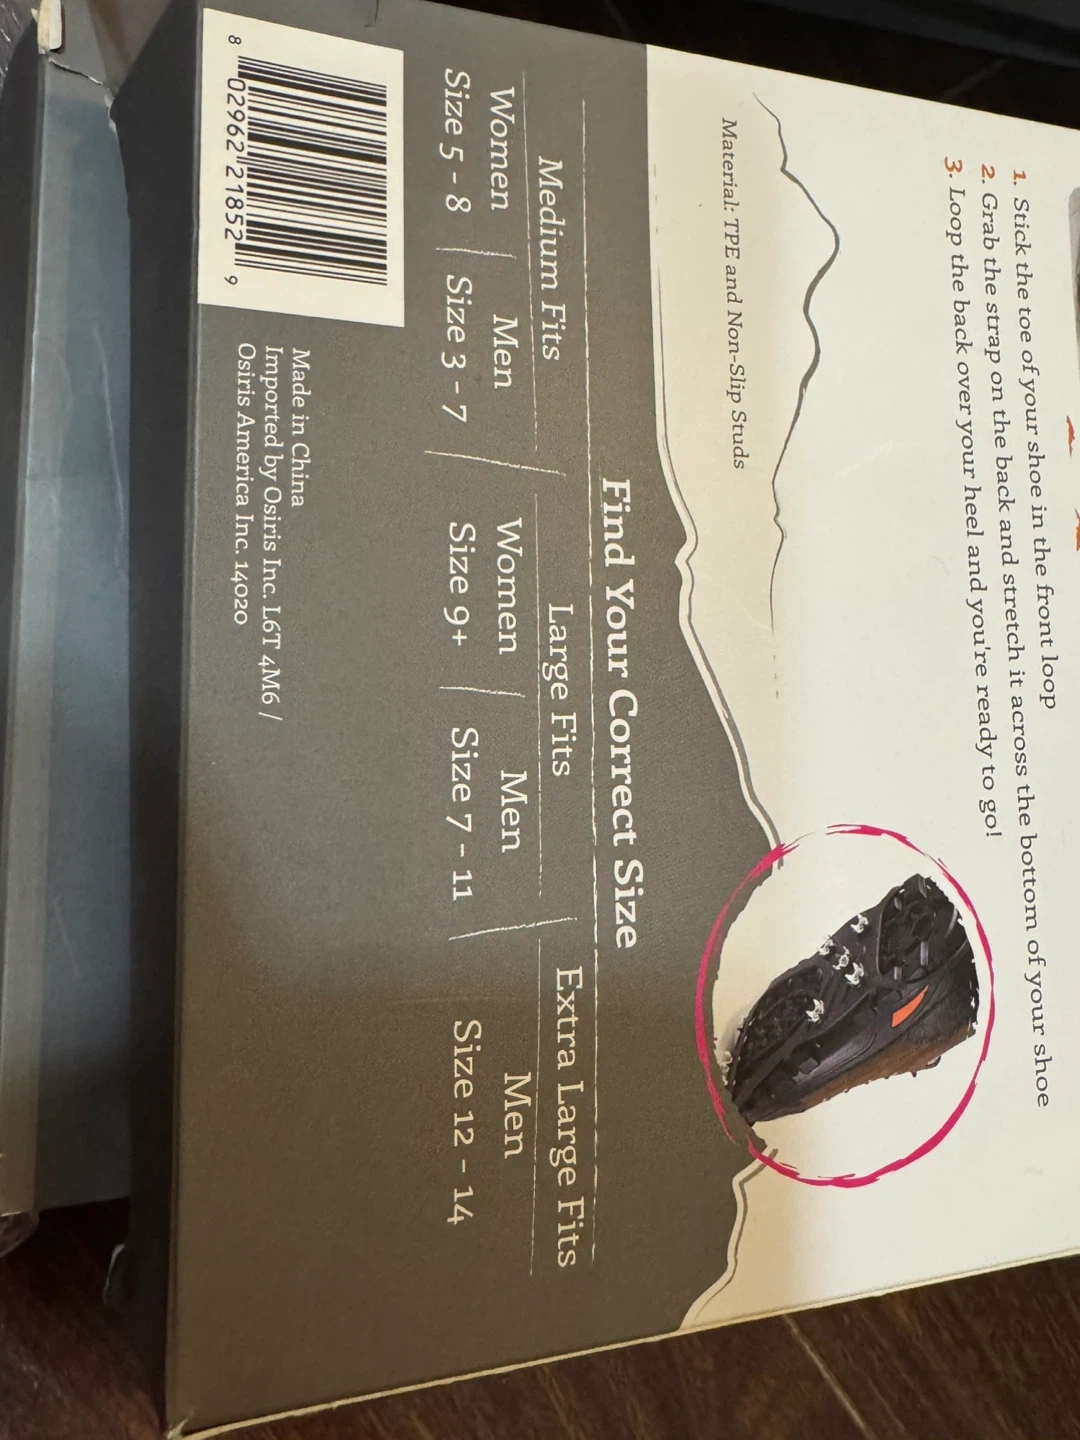 1. Stick the toe of your shoe in the front loop
2. Grab the strap on the back and stretch it across the bottom of your shoe
3. Loop the back over your heel and you're ready to go!
Material: TPE and Non-Slip Studs
Find Your Correct Size
Medium Fits
Women
Size 5 - 8
Men
Size 3 - 7
Large Fits
Women
Size 9+
Men
Size 7 - 11
Extra Large Fits
Men
Size 12 - 14
Made in China
Imported by Osiris Inc. L6T 4M6 /
Osiris America Inc. 14020
8 02962 21852 9